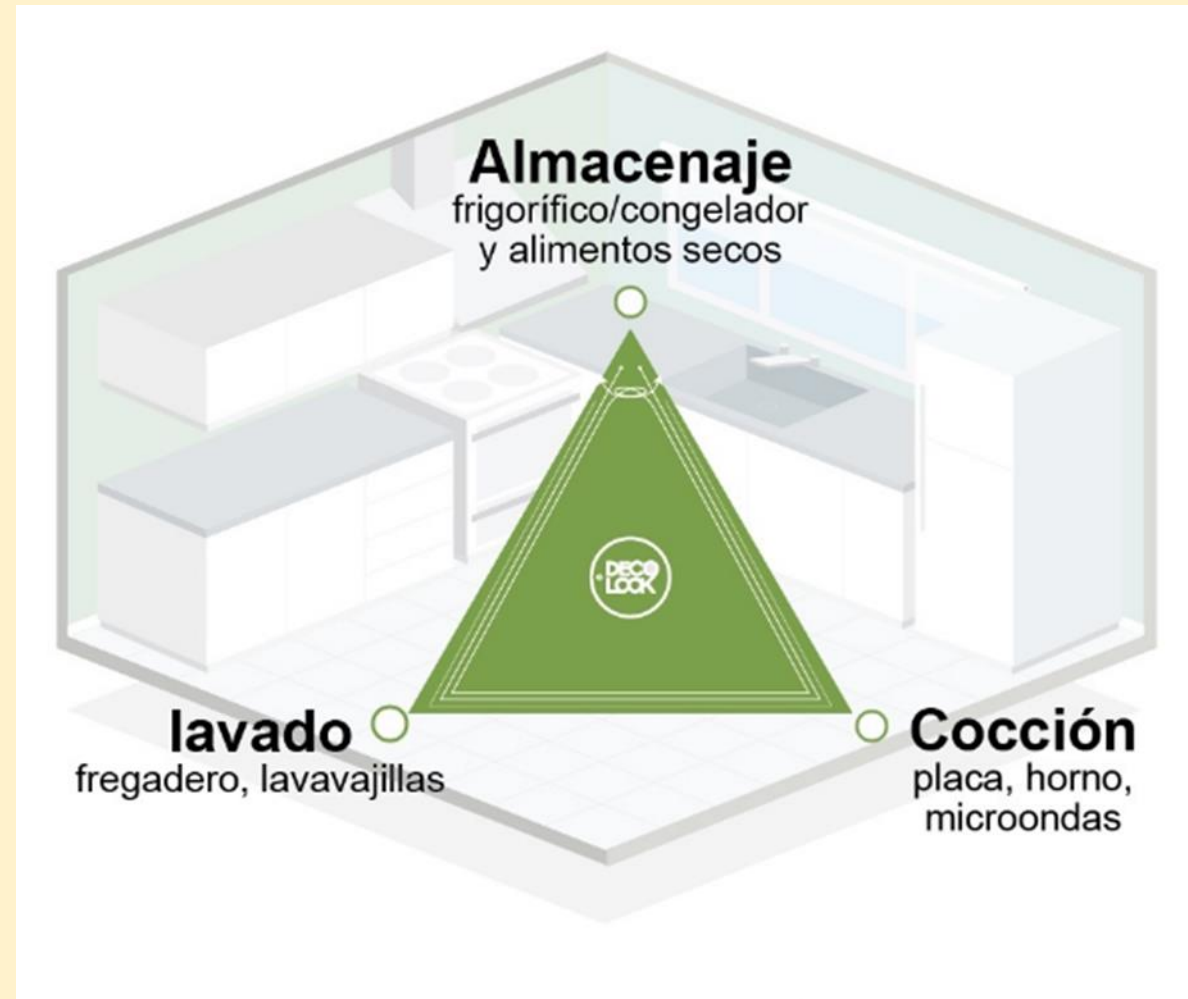 Almacenaje
frigorífico/congelador
y alimentos secos
DECO
LOOK
lavado
fregadero, lavavajillas
Cocción
placa, horno,
microondas